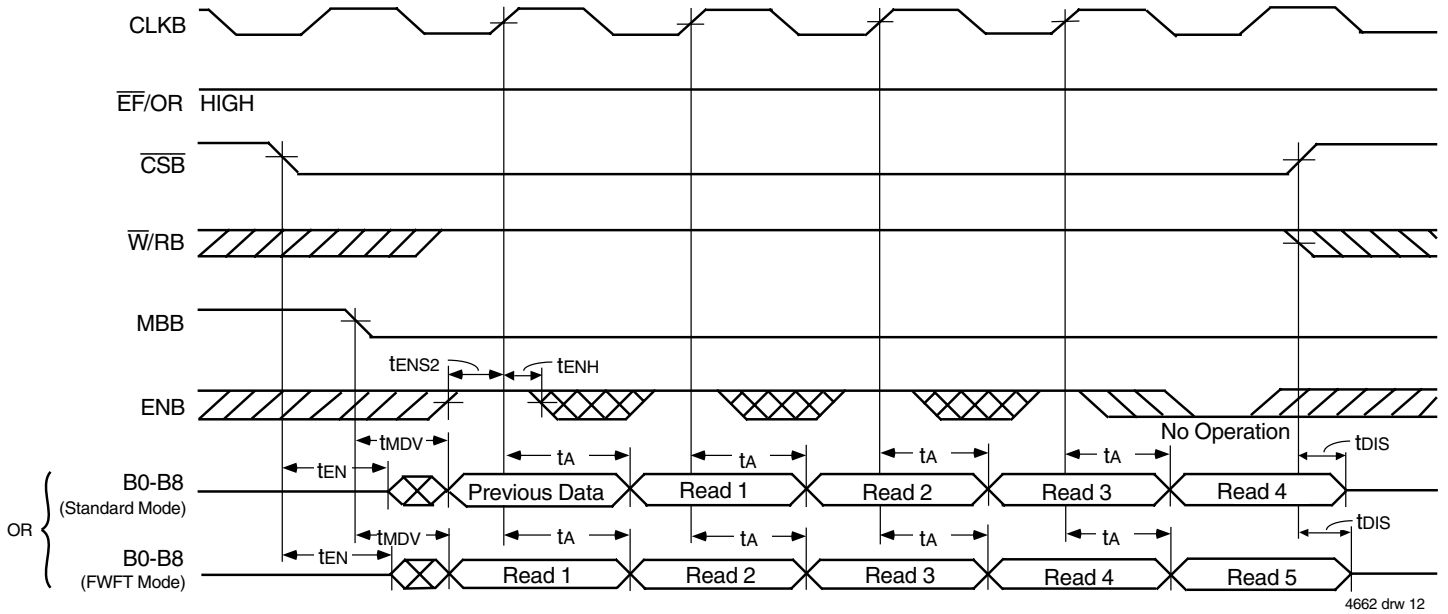 CLKB
EF/OR HIGH
CSB
W/RB
MBB
tENS2 tENH
ENB
No Operation
tMDV tEN tA tA tA tA tDIS
B0-B8 Previous Data Read 1 Read 2 Read 3 Read 4
(Standard Mode)
OR
tMDV tEN tA tA tA tA tDIS
B0-B8 Read 1 Read 2 Read 3 Read 4 Read 5
(FWFT Mode)
4662 drw 12